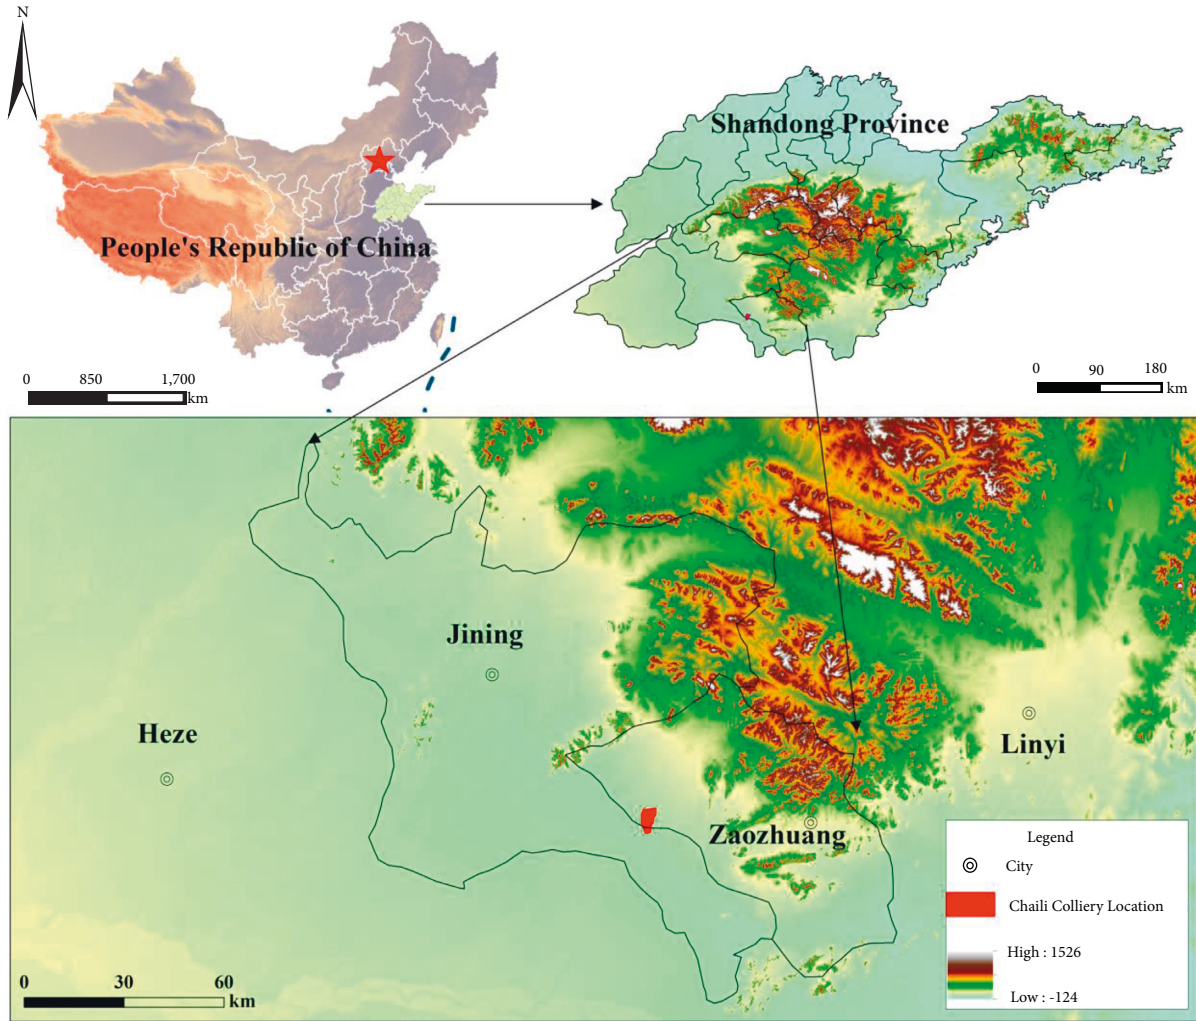 N
People's Republic of China
0 850 1,700
km
Shandong Province
0 90 180
km
Jining
Heze
Linyi
Zaozhuang
0 30 60
km
Legend
City
Chaili Colliery Location
High : 1526
Low : -124